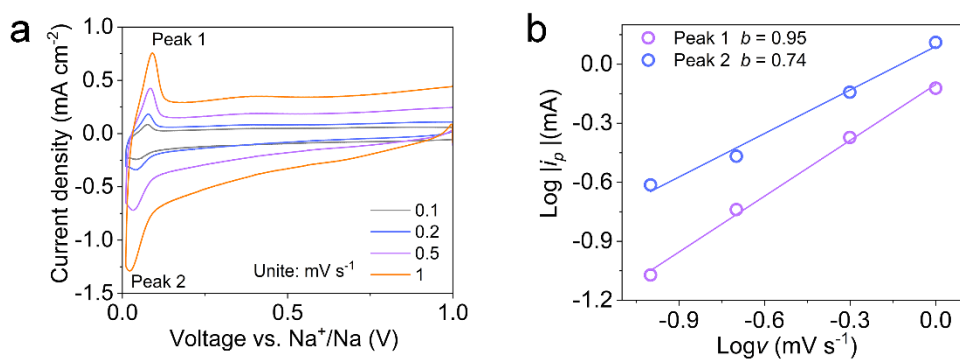 a
Peak 1
Peak 2
0.1
0.2
0.5
1
Unite: mV s⁻¹
1.0
0.5
0.0
-0.5
-1.0
-1.5
Current density (mA cm⁻²)
0.0
0.5
1.0
Voltage vs. Na⁺/Na (V)
b
Peak 1 b = 0.95
Peak 2 b = 0.74
0.0
-0.3
-0.6
-0.9
-1.2
Log |iₚ|(mA)
-0.9
-0.6
-0.3
0.0
Logv (mV s⁻¹)